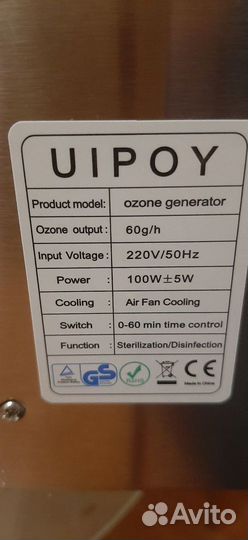 UIPOY
Product model: ozone generator
Ozone output : 60g/h
Input Voltage : 220V/50Hz
Power : 100W±5W
Cooling : Air Fan Cooling
Switch : 0-60 min time control
Function : Sterilization/Disinfection
GS
RoHS
CE
Made In China
Avito